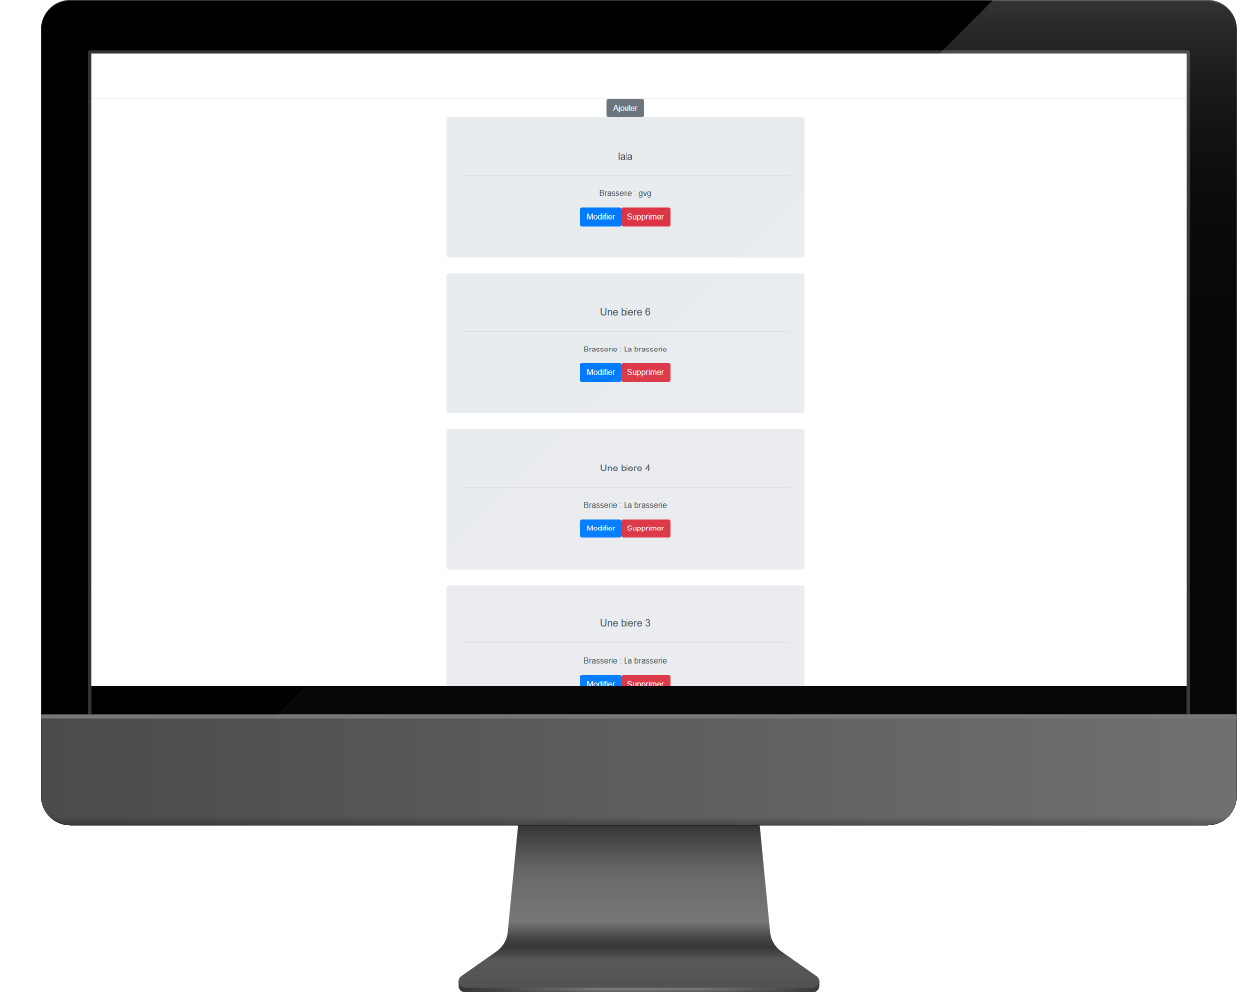 Ajouter
lala
Brasserie : gvg
Modifier Supprimer
Une biere 6
Brasserie : La brasserie
Modifier Supprimer
Une biere 4
Brasserie : La brasserie
Modifier Supprimer
Une biere 3
Brasserie : La brasserie
Modifier Supprimer